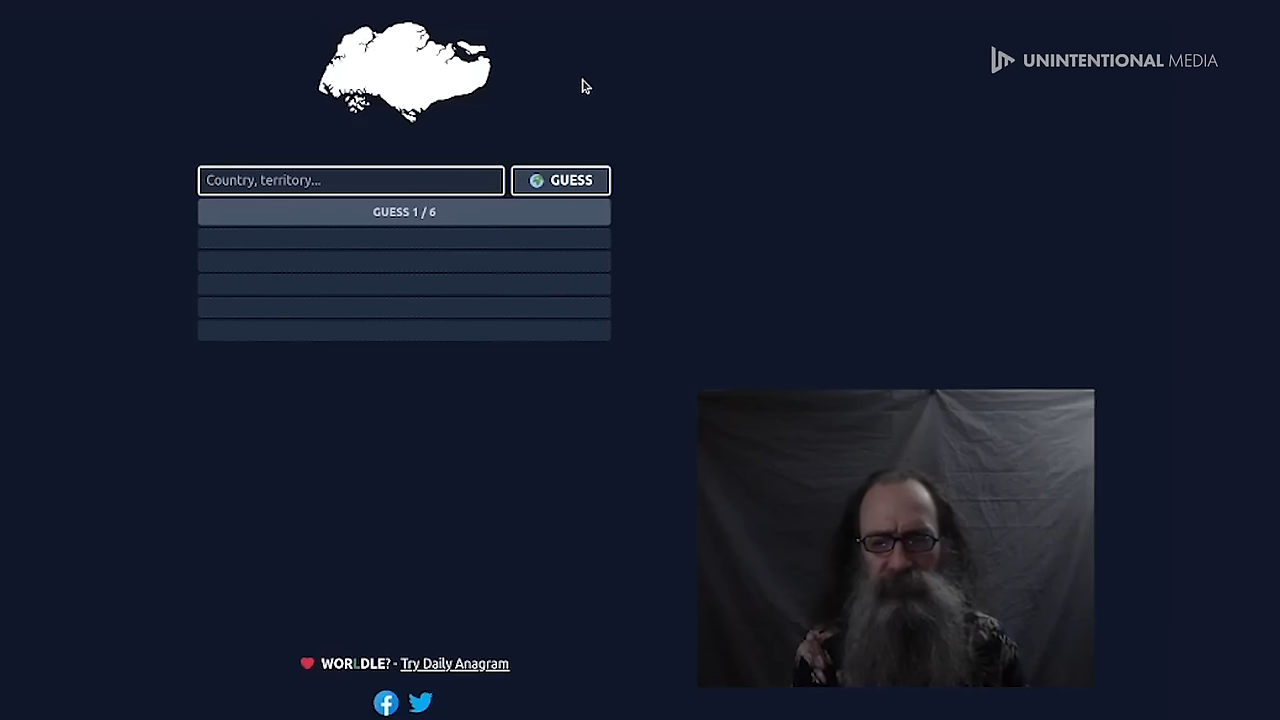 UNINTENTIONAL MEDIA
Country, territory...
GUESS
GUESS 1 / 6
WORLDLE? - Try Daily Anagram